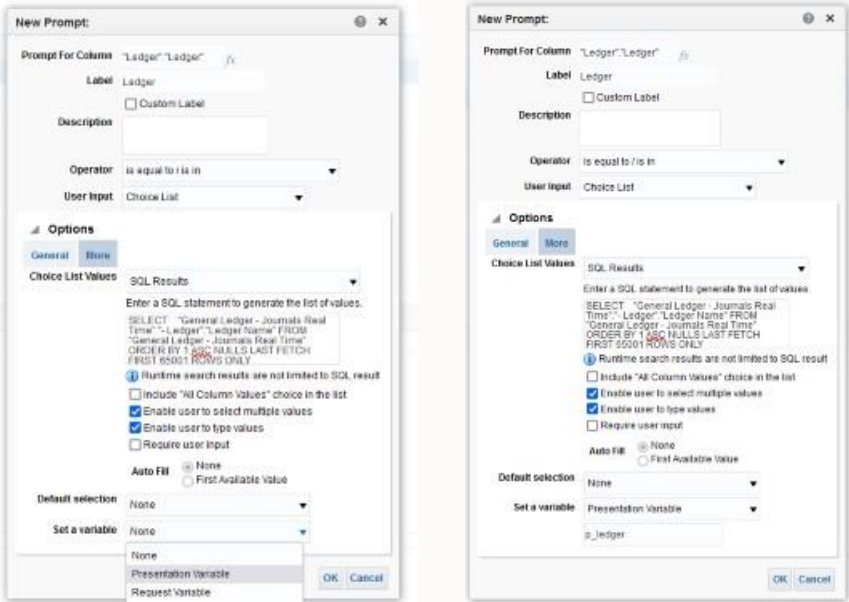 New Prompt:
Prompt For Column "Ledger"."Ledger" fx
Label Ledger
Custom Label
Description
Operator is equal to / is in
User Input Choice List
Options
General More
Choice List Values SQL Results
Enter a SQL statement to generate the list of values.
SELECT "General Ledger - Journals Real
Time"."- Ledger"."Ledger Name" FROM
"General Ledger - Journals Real Time"
ORDER BY 1 ASC NULLS LAST FETCH
FIRST 65001 ROWS ONLY
Runtime search results are not limited to SQL result
Include "All Column Values" choice in the list
Enable user to select multiple values
Enable user to type values
Require user input
Auto Fill None
First Available Value
Default selection None
Set a variable None
None
Presentation Variable
Request Variable
OK Cancel
New Prompt:
Prompt For Column "Ledger"."Ledger" fx
Label Ledger
Custom Label
Description
Operator is equal to / is in
User Input Choice List
Options
General More
Choice List Values SQL Results
Enter a SQL statement to generate the list of values.
SELECT "General Ledger - Journals Real
Time"."- Ledger"."Ledger Name" FROM
"General Ledger - Journals Real Time"
ORDER BY 1 ASC NULLS LAST FETCH
FIRST 65001 ROWS ONLY
Runtime search results are not limited to SQL result
Include "All Column Values" choice in the list
Enable user to select multiple values
Enable user to type values
Require user input
Auto Fill None
First Available Value
Default selection None
Set a variable Presentation Variable
p_ledger
OK Cancel